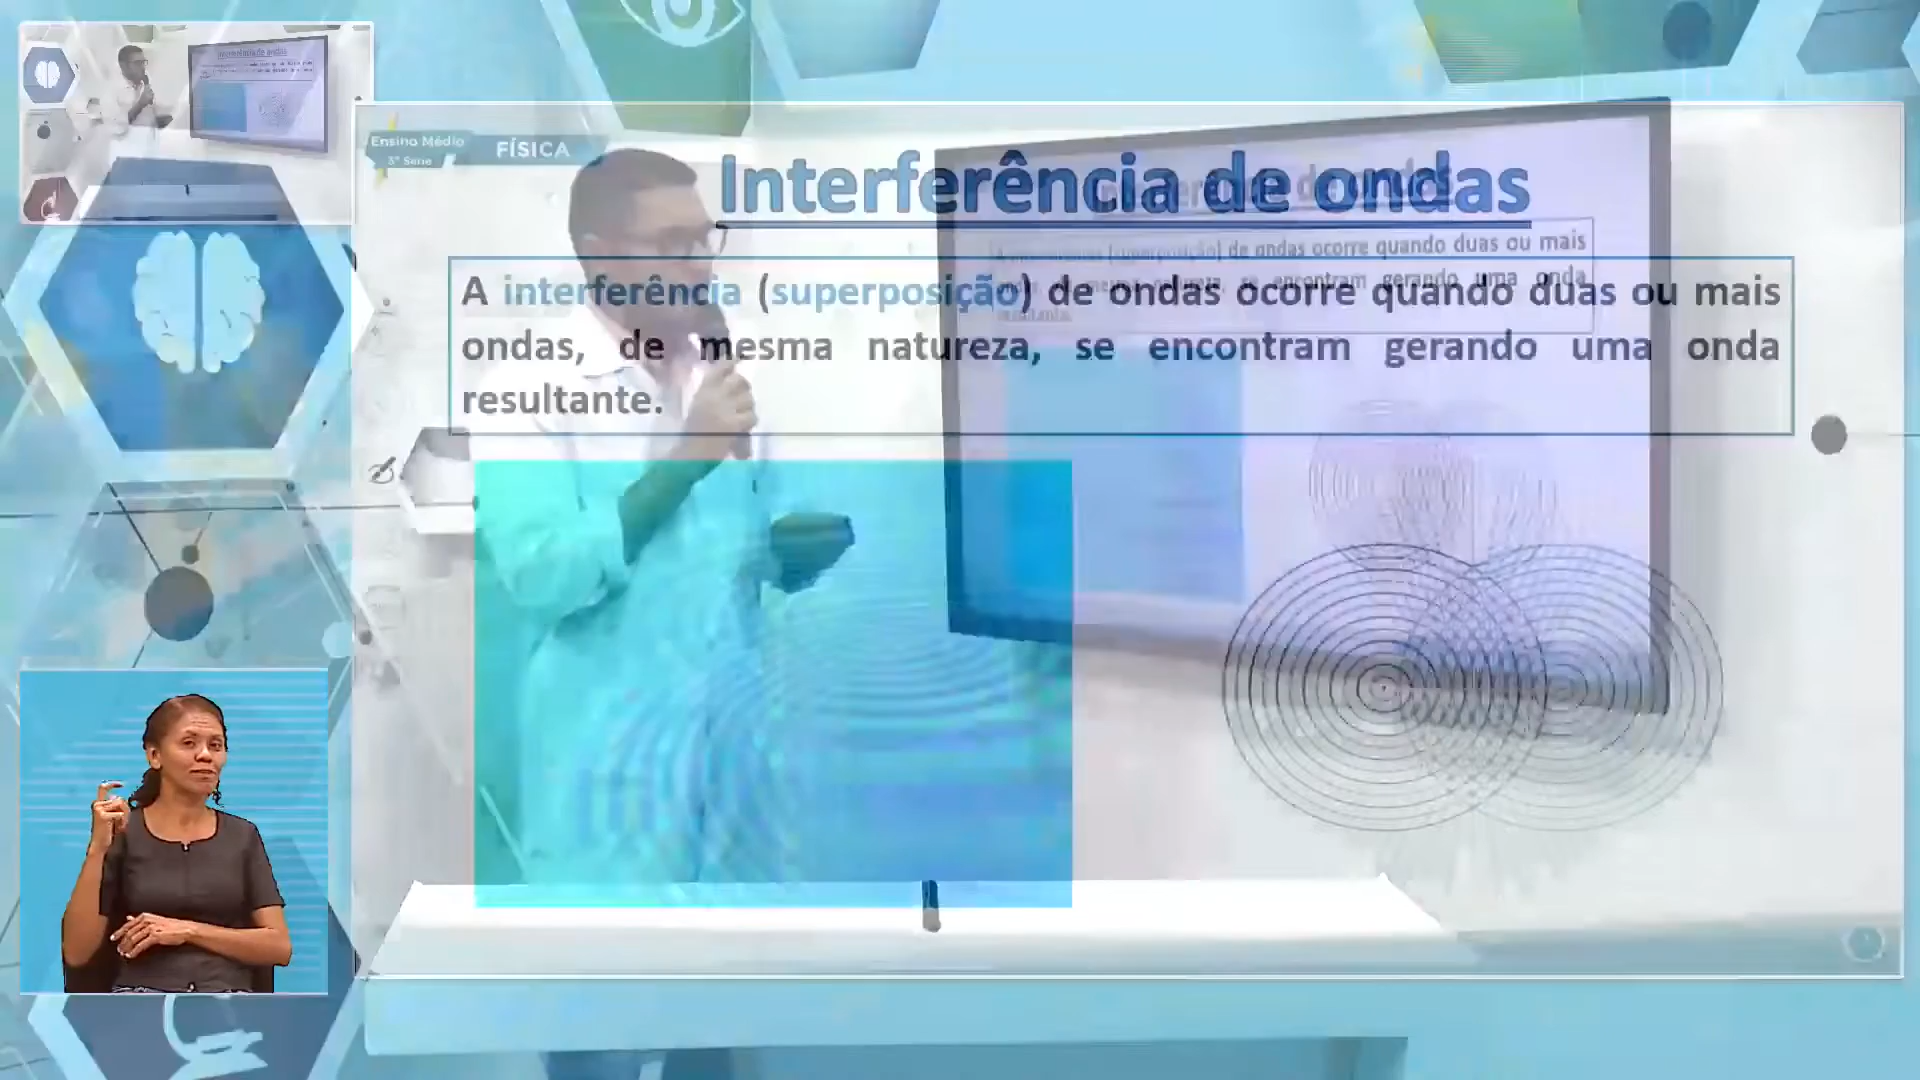 Ensino Médio
3ª Série
FÍSICA
Interferência de ondas
A interferência (superposição) de ondas ocorre quando duas ou mais
ondas, de mesma natureza, se encontram gerando uma onda
resultante.